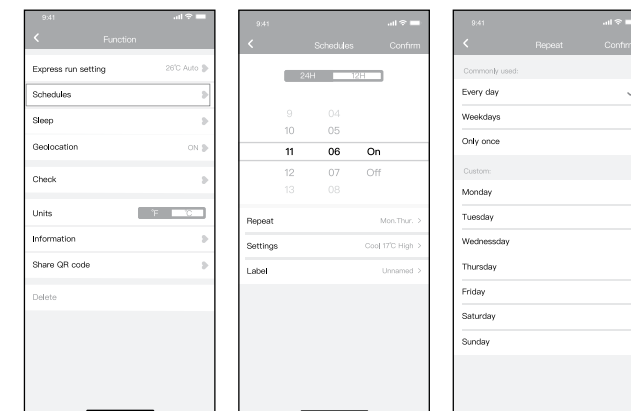 9:41
Function
Express run setting 26°C Auto
Schedules
Sleep
Geolocation ON
Check
Units °F °C
Information
Share QR code
Delete
9:41
Schedules Confirm
24H 12H
9 04
10 05
11 06 On
12 07 Off
13 08
Repeat Mon.Thur. >
Settings Cool 17°C High >
Label Unnamed >
9:41
Repeat Confirm
Commonly used:
Every day
Weekdays
Only once
Custom:
Monday
Tuesday
Wednessday
Thursday
Friday
Saturday
Sunday